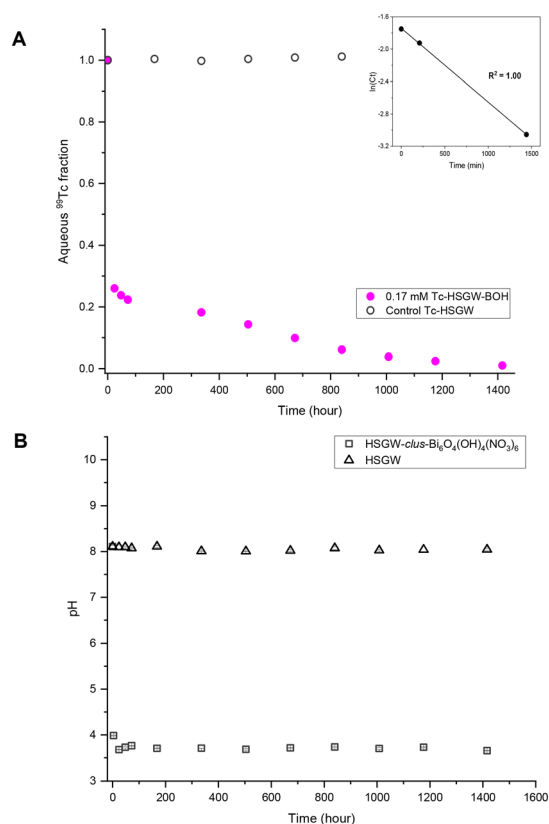 A
Aqueous ⁹⁹Tc fraction
1.0
0.8
0.6
0.4
0.2
0.0
0 200 400 600 800 1000 1200 1400
Time (hour)
0.17 mM Tc-HSGW-BOH
Control Tc-HSGW
ln(Ct)
-1.6
-2.0
-2.4
-2.8
-3.2
R² = 1.00
0 500 1000 1500
Time (min)
B
HSGW-clus-Bi₆O₄(OH)₄(NO₃)₆
HSGW
pH
10
9
8
7
6
5
4
3
0 200 400 600 800 1000 1200 1400 1600
Time (hour)